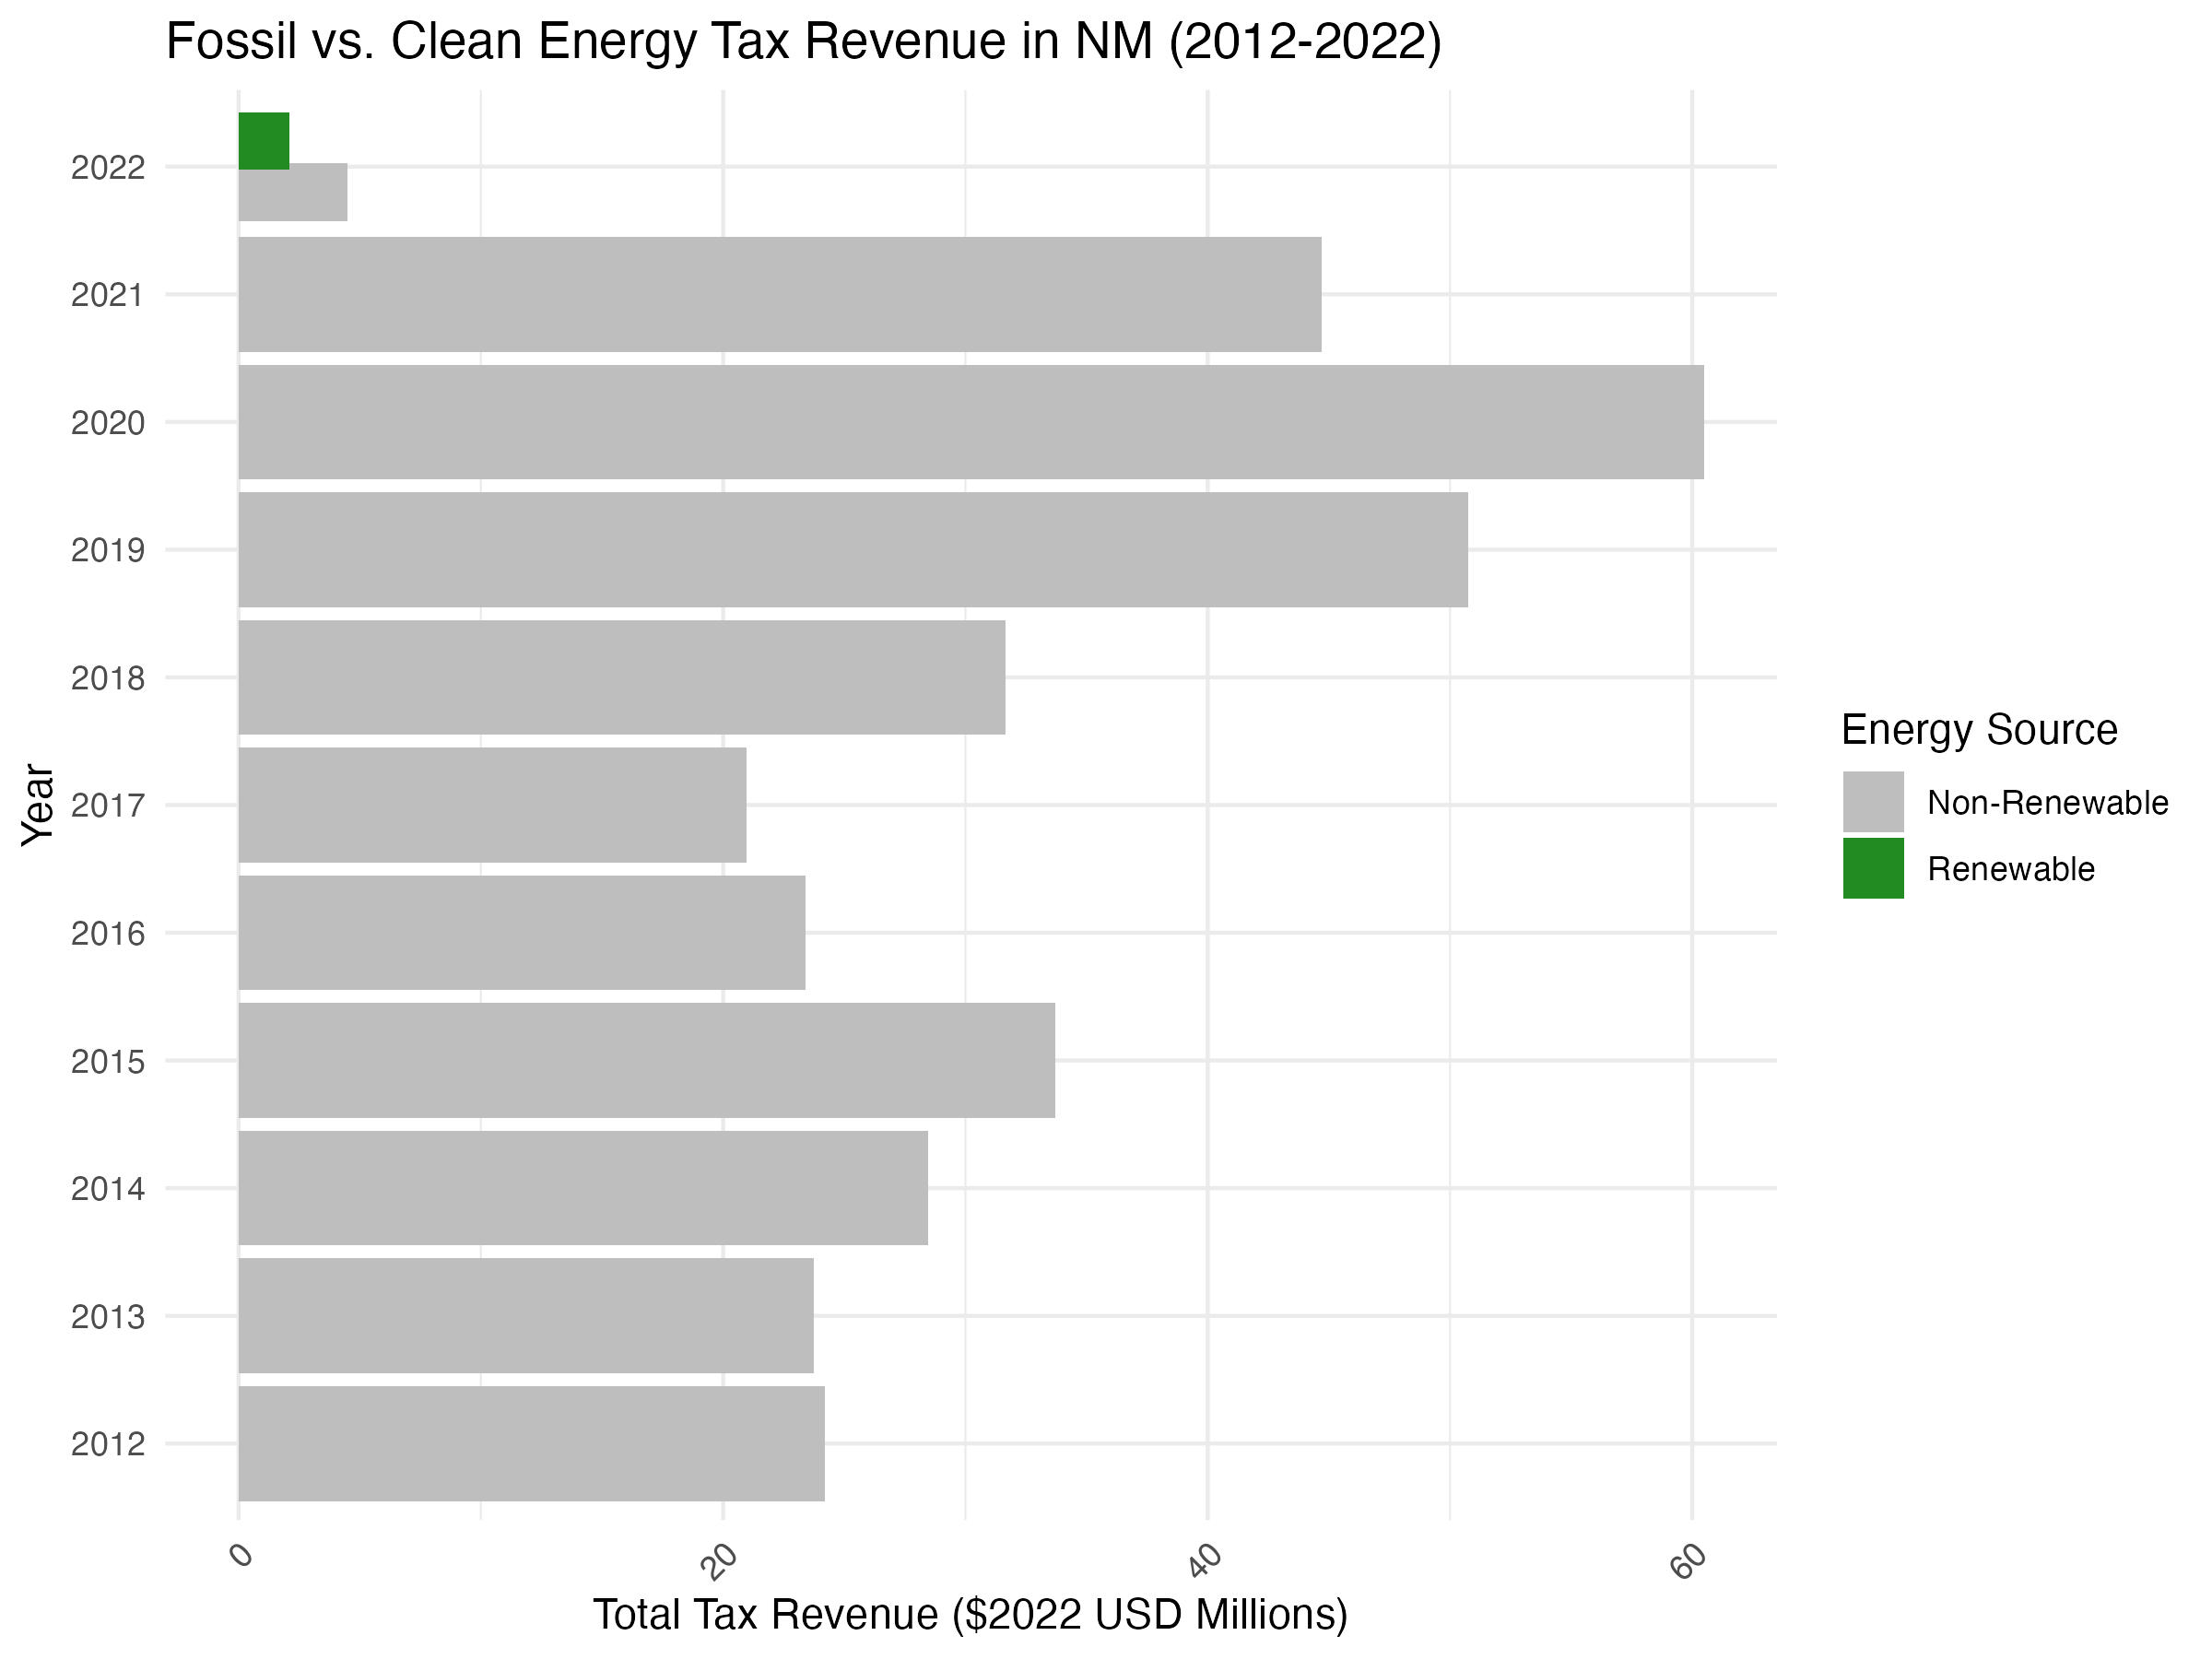 Fossil vs. Clean Energy Tax Revenue in NM (2012-2022)
2022
2021
2020
2019
2018
2017
2016
2015
2014
2013
2012
Year
0
20
40
60
Total Tax Revenue ($2022 USD Millions)
Energy Source
Non-Renewable
Renewable